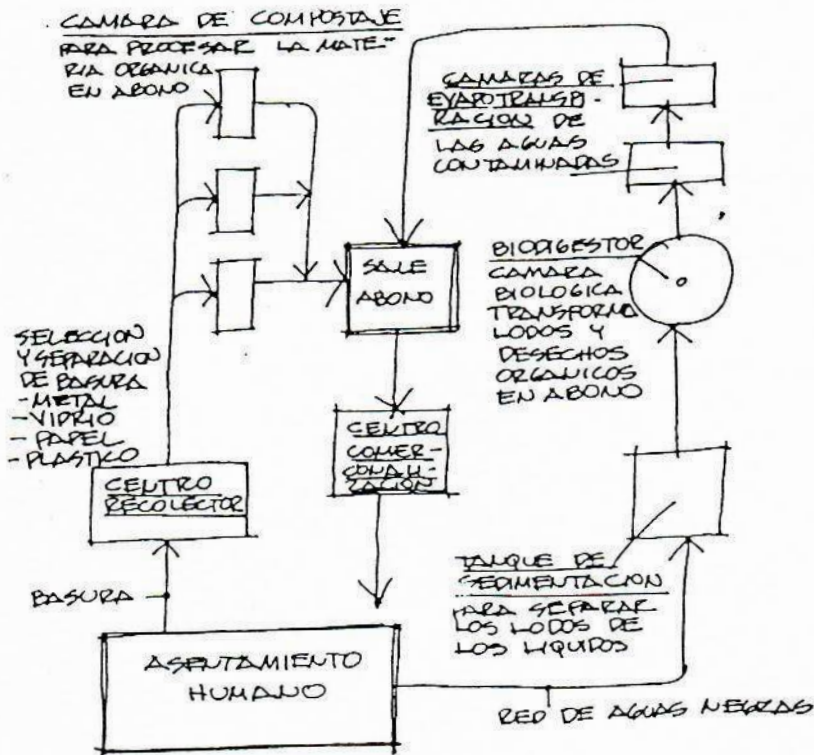 CAMARA DE COMPOSTAJE
PARA PROCESAR LA MATE-
RIA ORGANICA
EN ABONO
CAMARAS DE
EVAPOTRANSPI-
RACION DE
LAS AGUAS
CONTAMINADAS
SALE
ABONO
BIODIGESTOR
CAMARA
BIOLOGICA
TRANSFORMA
LODOS Y
DESECHOS
ORGANICOS
EN ABONO
SELECCION
Y SEPARACION
DE BASURA
- METAL
- VIDRIO
- PAPEL
- PLASTICO
CENTRO
RECOLECTOR
CENTRO
COMER-
CIONALI-
ZACION
TANQUE DE
SEDIMENTACION
PARA SEPARAR
LOS LODOS DE
LOS LIQUIDOS
BASURA
ASENTAMIENTO
HUMANO
RED DE AGUAS NEGRAS